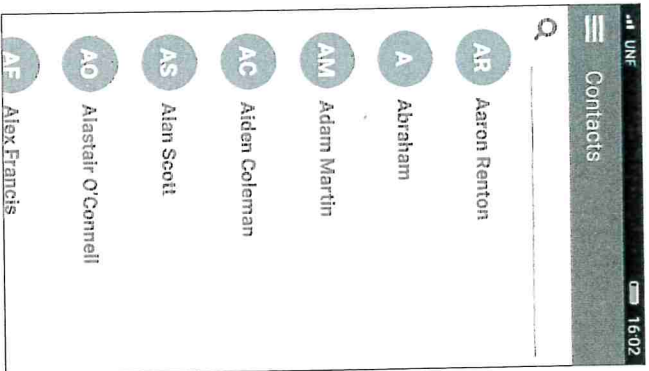 UNF 16:02
Contacts
AR Aaron Renton
A Abraham
AM Adam Martin
AC Aiden Coleman
AS Alan Scott
AO Alastair O'Connell
AF Alex Francis